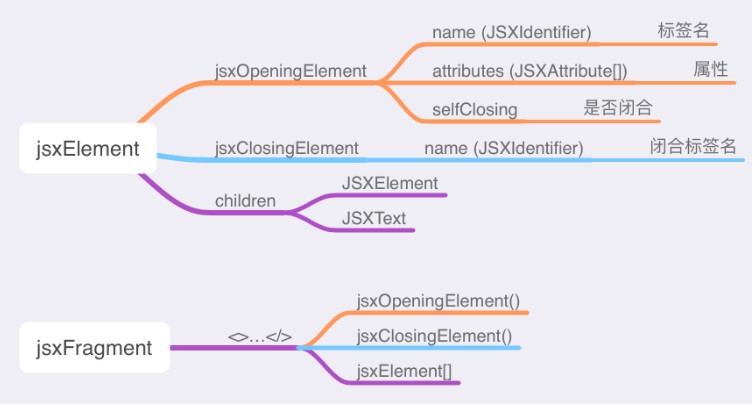 name (JSXIdentifier) 标签名
jsxOpeningElement attributes (JSXAttribute[]) 属性
selfClosing 是否闭合
jsxElement
jsxClosingElement name (JSXIdentifier) 闭合标签名
children
JSXElement
JSXText
jsxFragment
<>...</>
jsxOpeningElement()
jsxClosingElement()
jsxElement[]